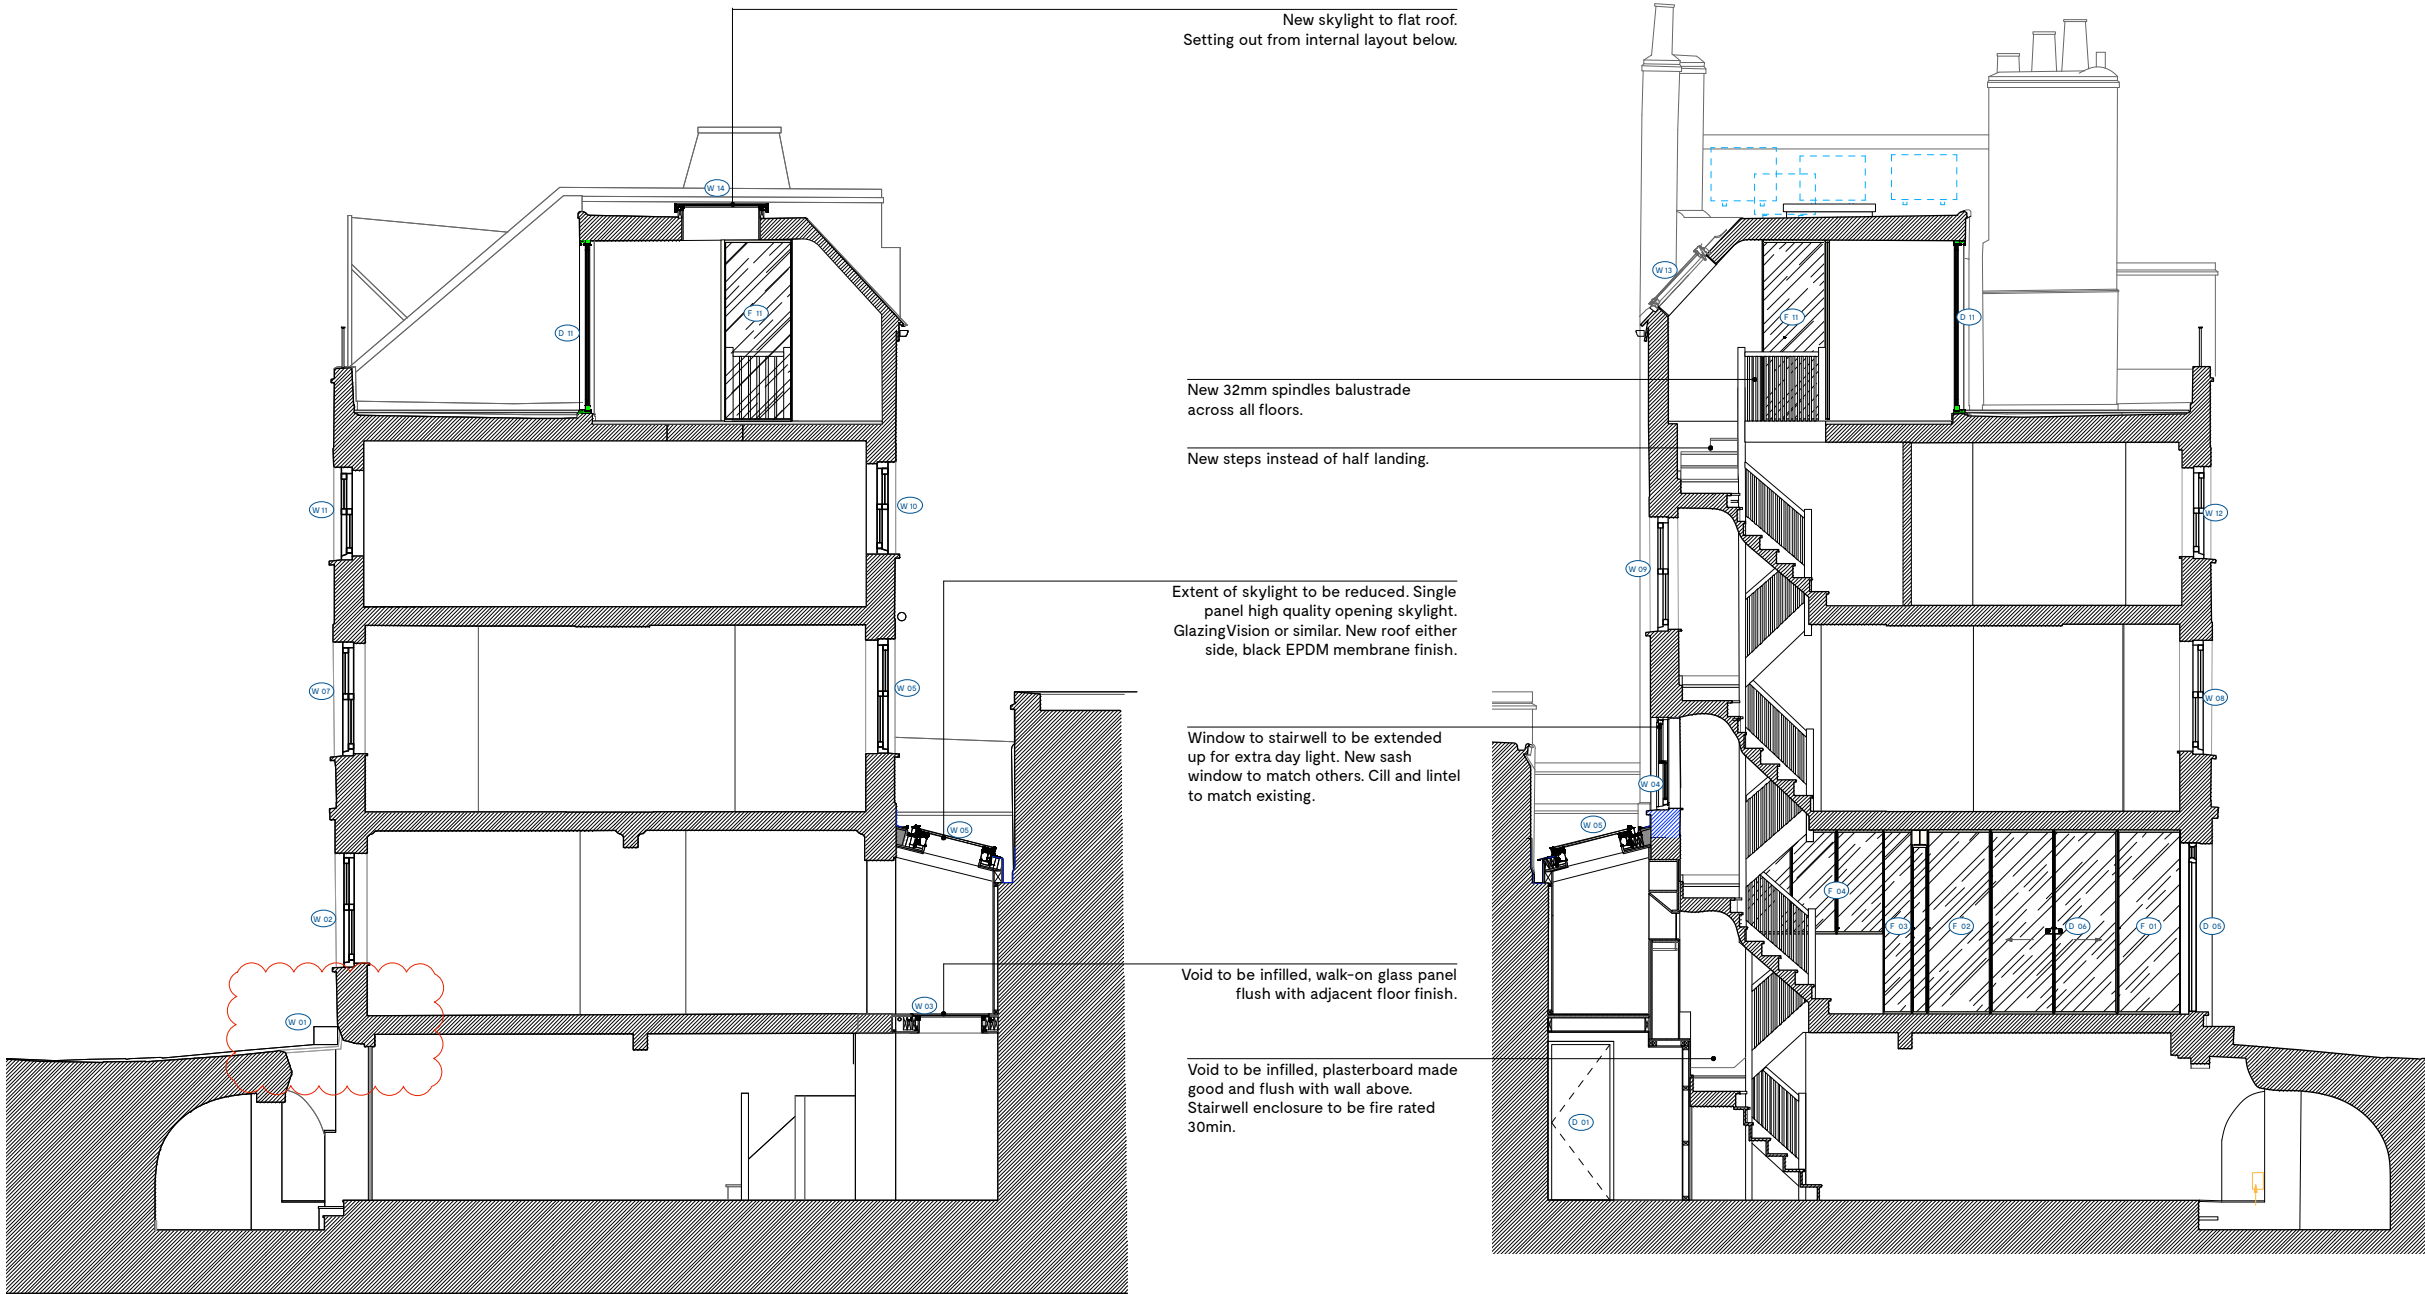 New skylight to flat roof.
Setting out from internal layout below.
W 14
F 11
D 11
W 11
W 10
W 07
W 05
W 05
W 02
W 03
W 01
New 32mm spindles balustrade
across all floors.
New steps instead of half landing.
Extent of skylight to be reduced. Single
panel high quality opening skylight.
GlazingVision or similar. New roof either
side, black EPDM membrane finish.
Window to stairwell to be extended
up for extra day light. New sash
window to match others. Cill and lintel
to match existing.
Void to be infilled, walk-on glass panel
flush with adjacent floor finish.
Void to be infilled, plasterboard made
good and flush with wall above.
Stairwell enclosure to be fire rated
30min.
W 13
F 11
D 11
W 12
W 09
W 08
W 04
W 05
F 04
F 03
F 02
D 06
F 01
D 05
D 01